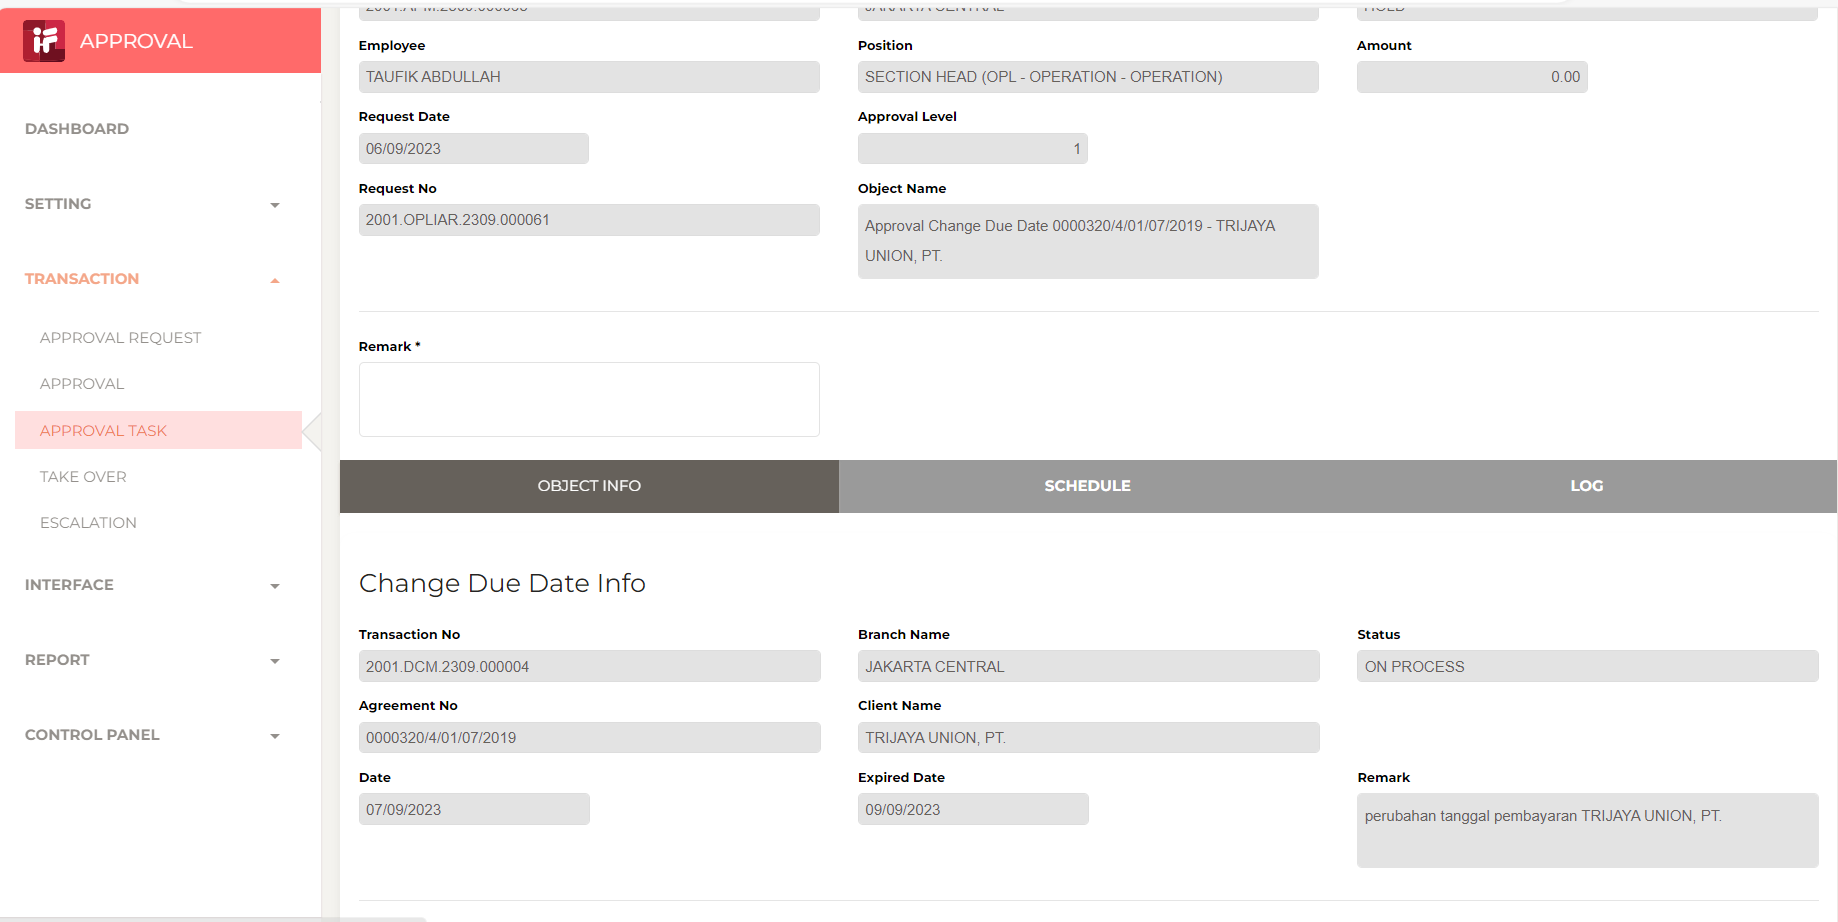 iF APPROVAL
DASHBOARD
SETTING
TRANSACTION
APPROVAL REQUEST
APPROVAL
APPROVAL TASK
TAKE OVER
ESCALATION
INTERFACE
REPORT
CONTROL PANEL
JAKARTA CENTRAL
HOLD
Employee
TAUFIK ABDULLAH
Position
SECTION HEAD (OPL - OPERATION - OPERATION)
Amount
0.00
Request Date
06/09/2023
Approval Level
1
Request No
2001.OPLIAR.2309.000061
Object Name
Approval Change Due Date 0000320/4/01/07/2019 - TRIJAYA
UNION, PT.
Remark *
OBJECT INFO
SCHEDULE
LOG
Change Due Date Info
Transaction No
2001.DCM.2309.000004
Branch Name
JAKARTA CENTRAL
Status
ON PROCESS
Agreement No
0000320/4/01/07/2019
Client Name
TRIJAYA UNION, PT.
Date
07/09/2023
Expired Date
09/09/2023
Remark
perubahan tanggal pembayaran TRIJAYA UNION, PT.